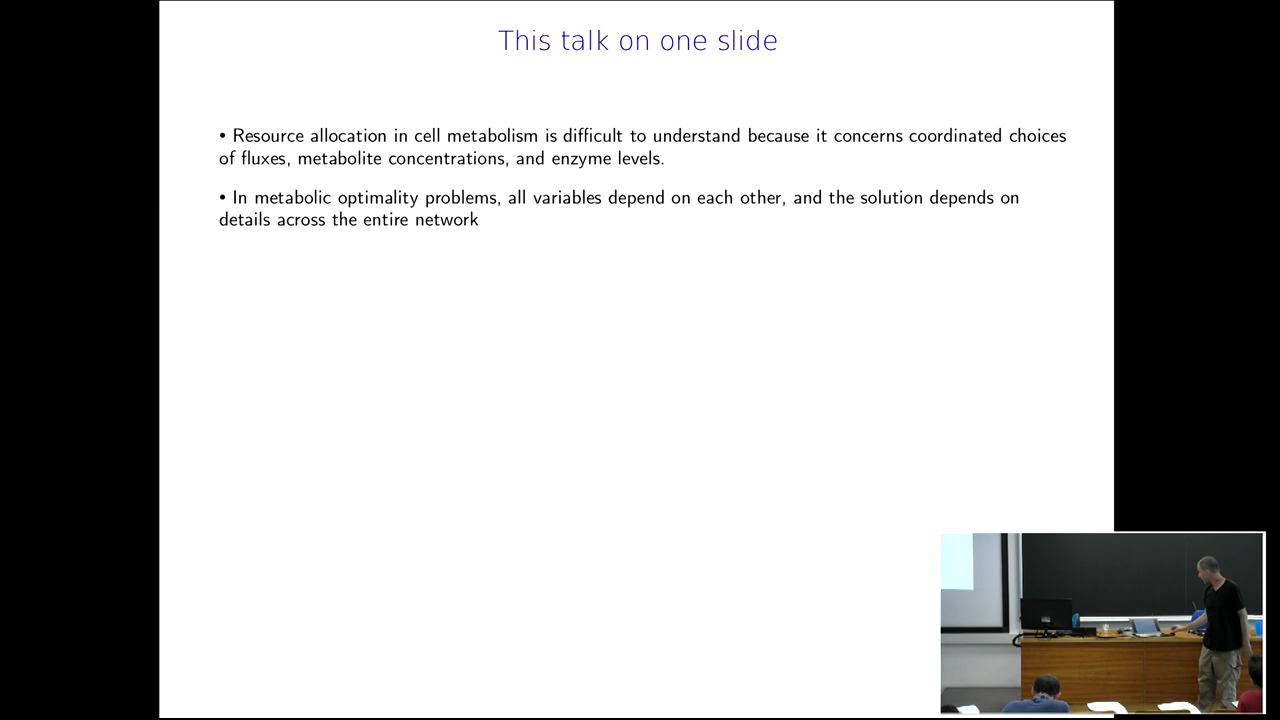 This talk on one slide
• Resource allocation in cell metabolism is difficult to understand because it concerns coordinated choices
of fluxes, metabolite concentrations, and enzyme levels.
• In metabolic optimality problems, all variables depend on each other, and the solution depends on
details across the entire network